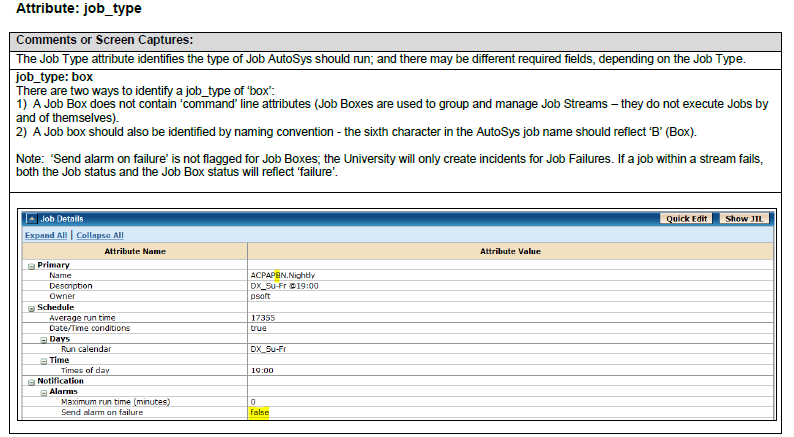 Attribute: job_type
Comments or Screen Captures:
The Job Type attribute identifies the type of Job AutoSys should run; and there may be different required fields, depending on the Job Type.
job_type: box
There are two ways to identify a job_type of ‘box’:
1) A Job Box does not contain ‘command’ line attributes (Job Boxes are used to group and manage Job Streams – they do not execute Jobs by
and of themselves).
2) A Job box should also be identified by naming convention - the sixth character in the AutoSys job name should reflect ‘B’ (Box).
Note: ‘Send alarm on failure’ is not flagged for Job Boxes; the University will only create incidents for Job Failures. If a job within a stream fails,
both the Job status and the Job Box status will reflect ‘failure’.
Job Details Quick Edit Show JIL
Expand All | Collapse All
Attribute Name Attribute Value
Primary
Name ACPAPBN.Nightly
Description DX_Su-Fr @19:00
Owner psoft
Schedule
Average run time 17355
Date/Time conditions true
Days
Run calendar DX_Su-Fr
Time
Times of day 19:00
Notification
Alarms
Maximum run time (minutes) 0
Send alarm on failure false